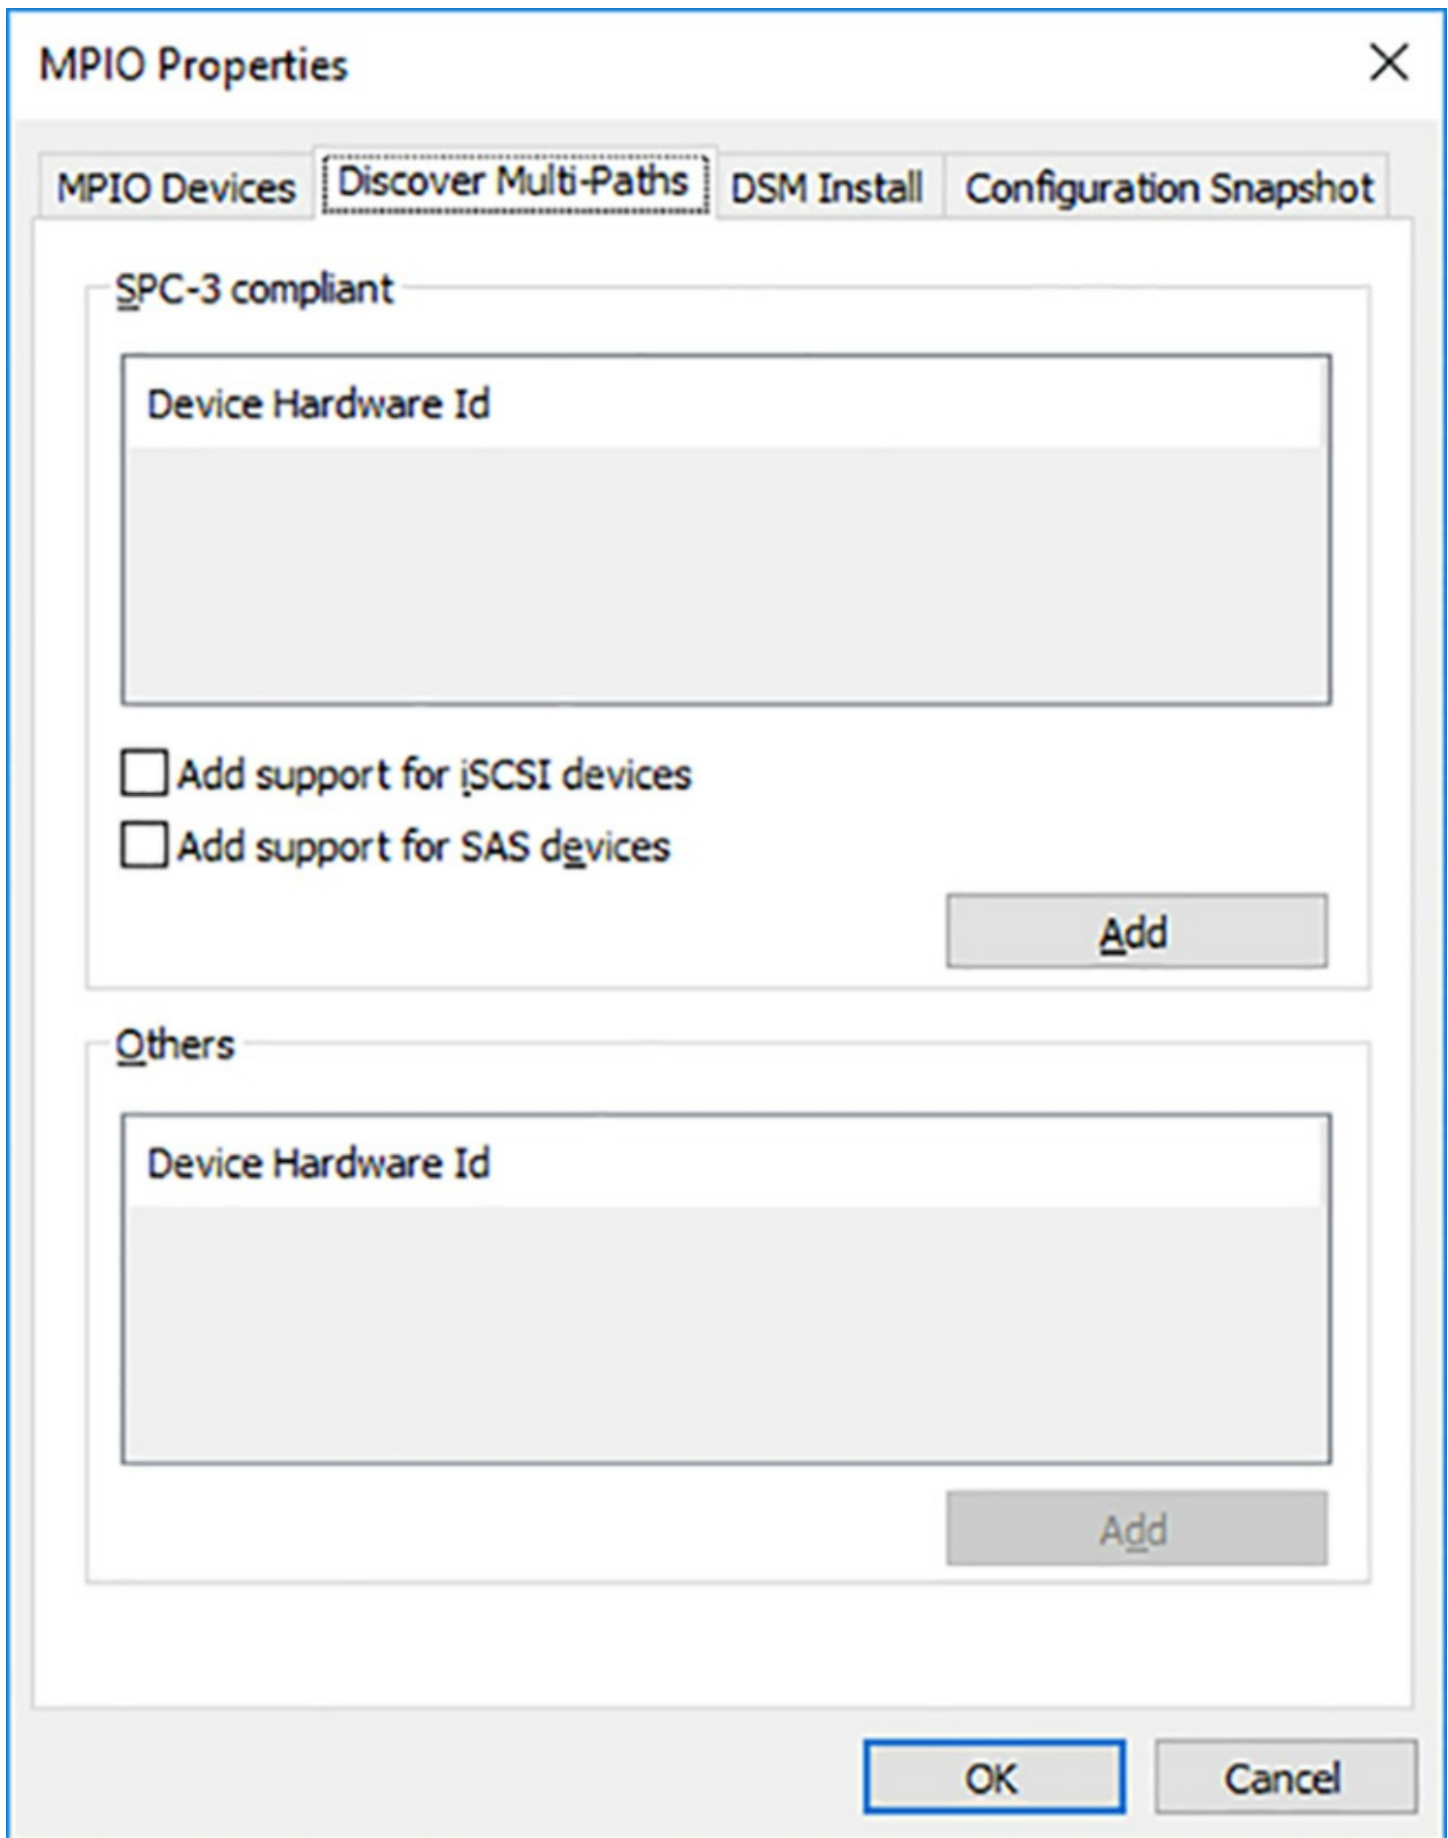 MPIO Properties
MPIO Devices Discover Multi-Paths DSM Install Configuration Snapshot
SPC-3 compliant
Device Hardware Id
Add support for iSCSI devices
Add support for SAS devices
Add
Others
Device Hardware Id
Add
OK Cancel